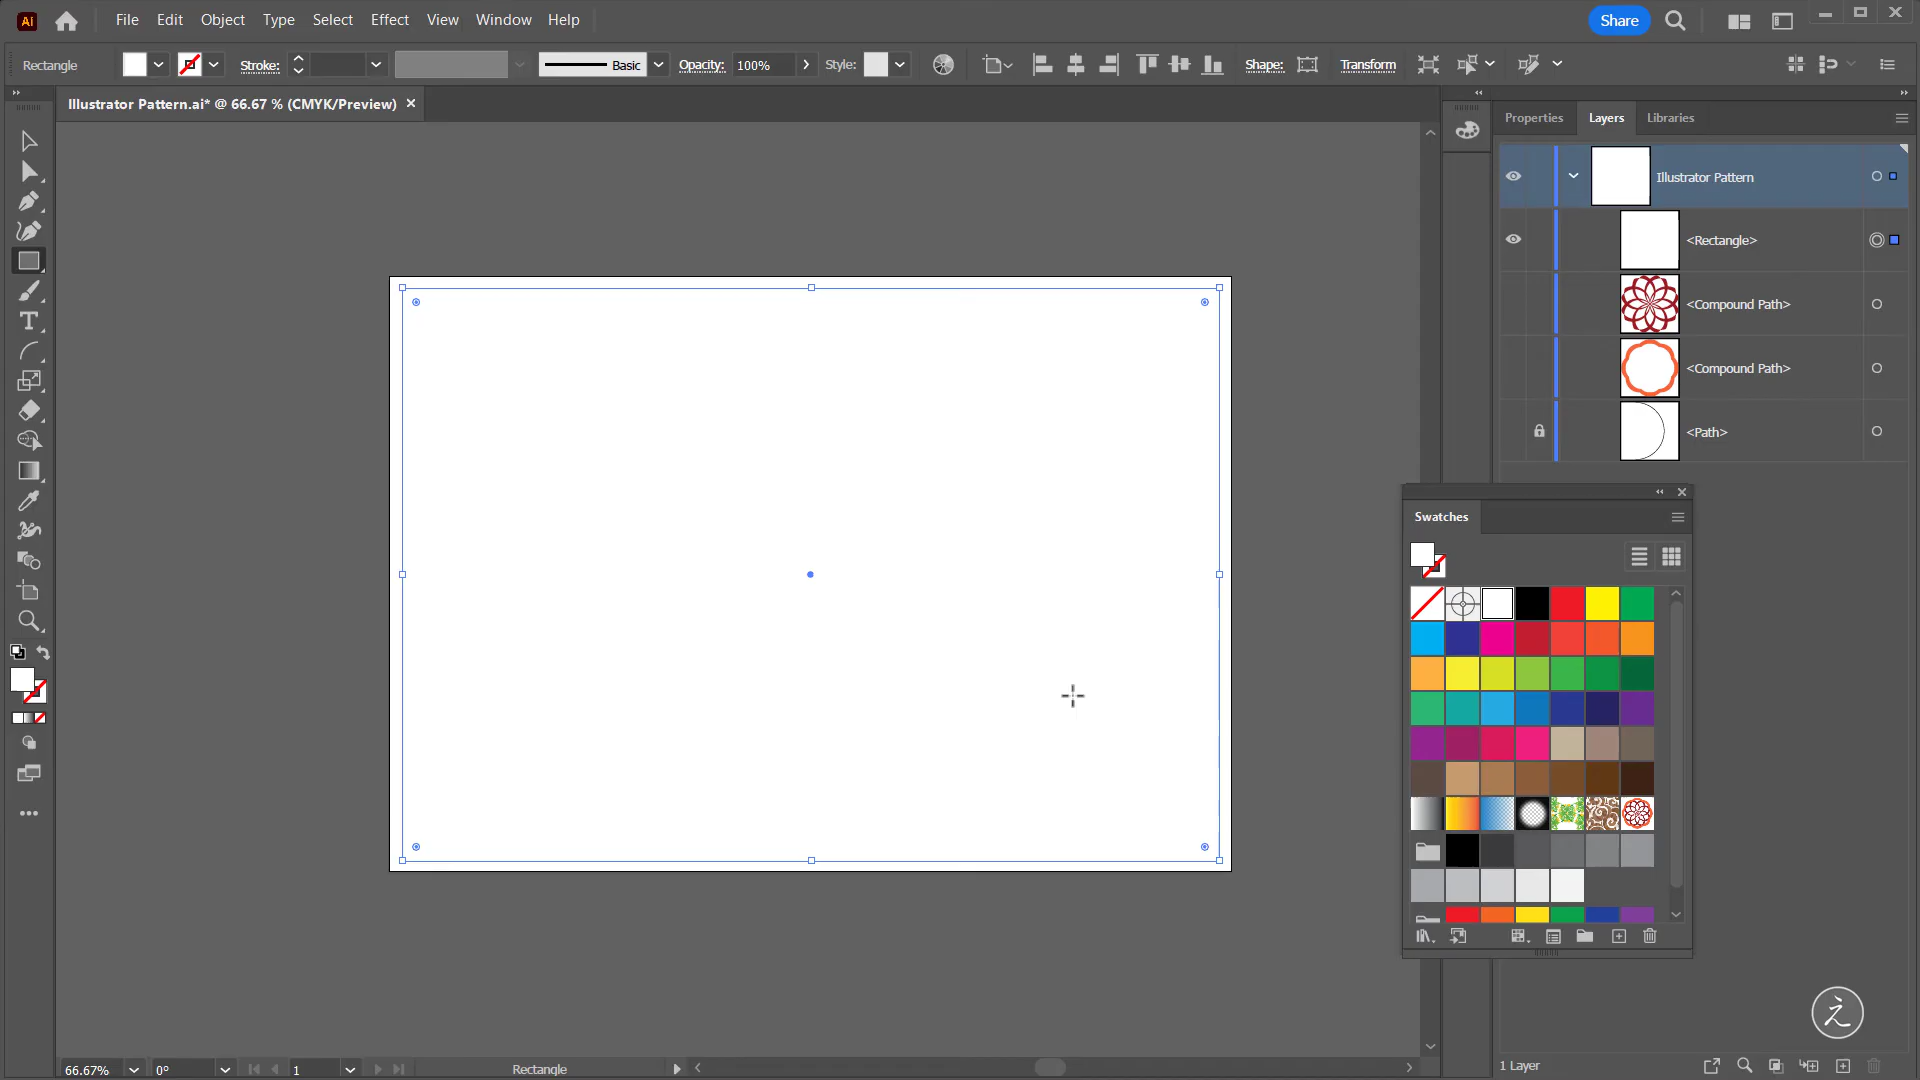 Ai File Edit Object Type Select Effect View Window Help Share
Rectangle Stroke: Basic Opacity: 100% Style: Shape: Transform
Illustrator Pattern.ai* @ 66.67 % (CMYK/Preview)
Properties Layers Libraries
Illustrator Pattern
<Rectangle>
<Compound Path>
<Compound Path>
<Path>
Swatches
之
66.67% 0° 1 Rectangle 1 Layer